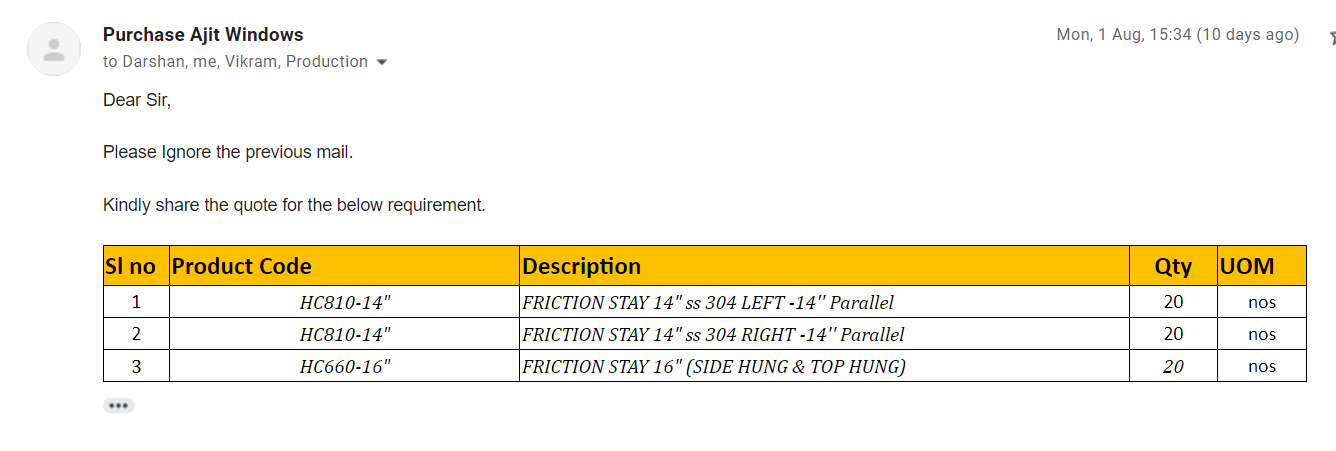 Purchase Ajit Windows
Mon, 1 Aug, 15:34 (10 days ago)
to Darshan, me, Vikram, Production
Dear Sir,
Please Ignore the previous mail.
Kindly share the quote for the below requirement.
Sl no Product Code Description Qty UOM
1 HC810-14" FRICTION STAY 14" ss 304 LEFT -14'' Parallel 20 nos
2 HC810-14" FRICTION STAY 14" ss 304 RIGHT -14'' Parallel 20 nos
3 HC660-16" FRICTION STAY 16" (SIDE HUNG & TOP HUNG) 20 nos